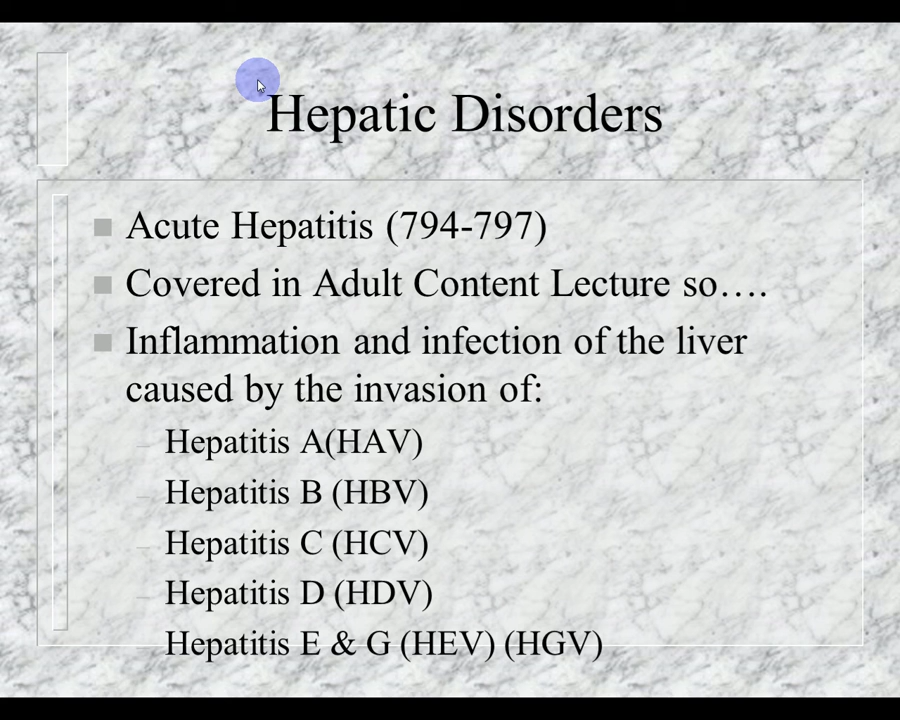 Hepatic Disorders
Acute Hepatitis (794-797)
Covered in Adult Content Lecture so….
Inflammation and infection of the liver
caused by the invasion of:
– Hepatitis A(HAV)
– Hepatitis B (HBV)
– Hepatitis C (HCV)
– Hepatitis D (HDV)
– Hepatitis E & G (HEV) (HGV)